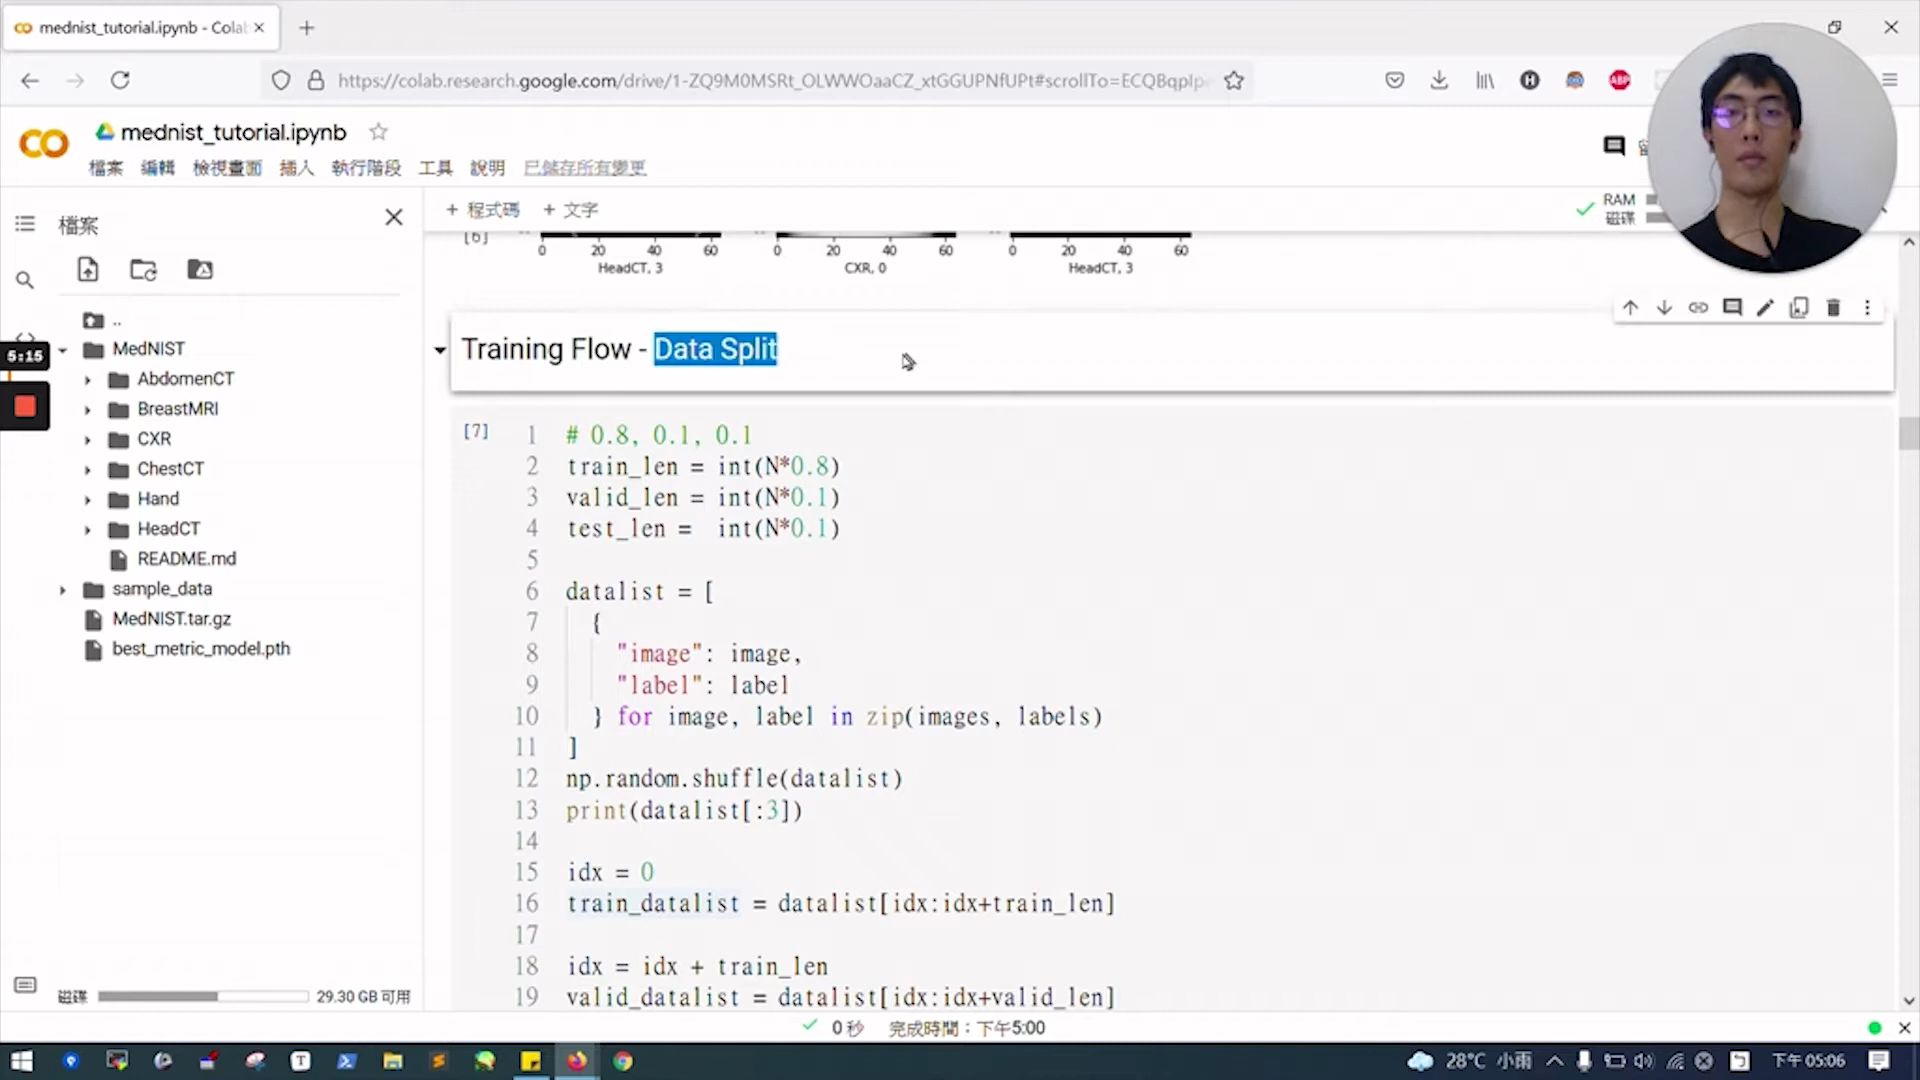 mednist_tutorial.ipynb - Colab
https://colab.research.google.com/drive/1-ZQ9M0MSRt_OLWWOaaCZ_xtGGUPNfUPt#scrollTo=ECQBqpIp
ABP
mednist_tutorial.ipynb
檔案 編輯 檢視畫面 插入 執行階段 工具 說明 已儲存所有變更
檔案
+ 程式碼 + 文字
RAM
磁碟
[6]
0 20 40 60 0 20 40 60 0 20 40 60
HeadCT, 3 CXR, 0 HeadCT, 3
..
MedNIST
AbdomenCT
BreastMRI
CXR
ChestCT
Hand
HeadCT
README.md
sample_data
MedNIST.tar.gz
best_metric_model.pth
5:15
磁碟 29.30 GB 可用
Training Flow - Data Split
[7]
1 # 0.8, 0.1, 0.1
2 train_len = int(N*0.8)
3 valid_len = int(N*0.1)
4 test_len =  int(N*0.1)
5
6 datalist = [
7 {
8 "image": image,
9 "label": label
10 } for image, label in zip(images, labels)
11 ]
12 np.random.shuffle(datalist)
13 print(datalist[:3])
14
15 idx = 0
16 train_datalist = datalist[idx:idx+train_len]
17
18 idx = idx + train_len
19 valid_datalist = datalist[idx:idx+valid_len]
0 秒 完成時間：下午5:00
28°C 小雨 下午 05:06